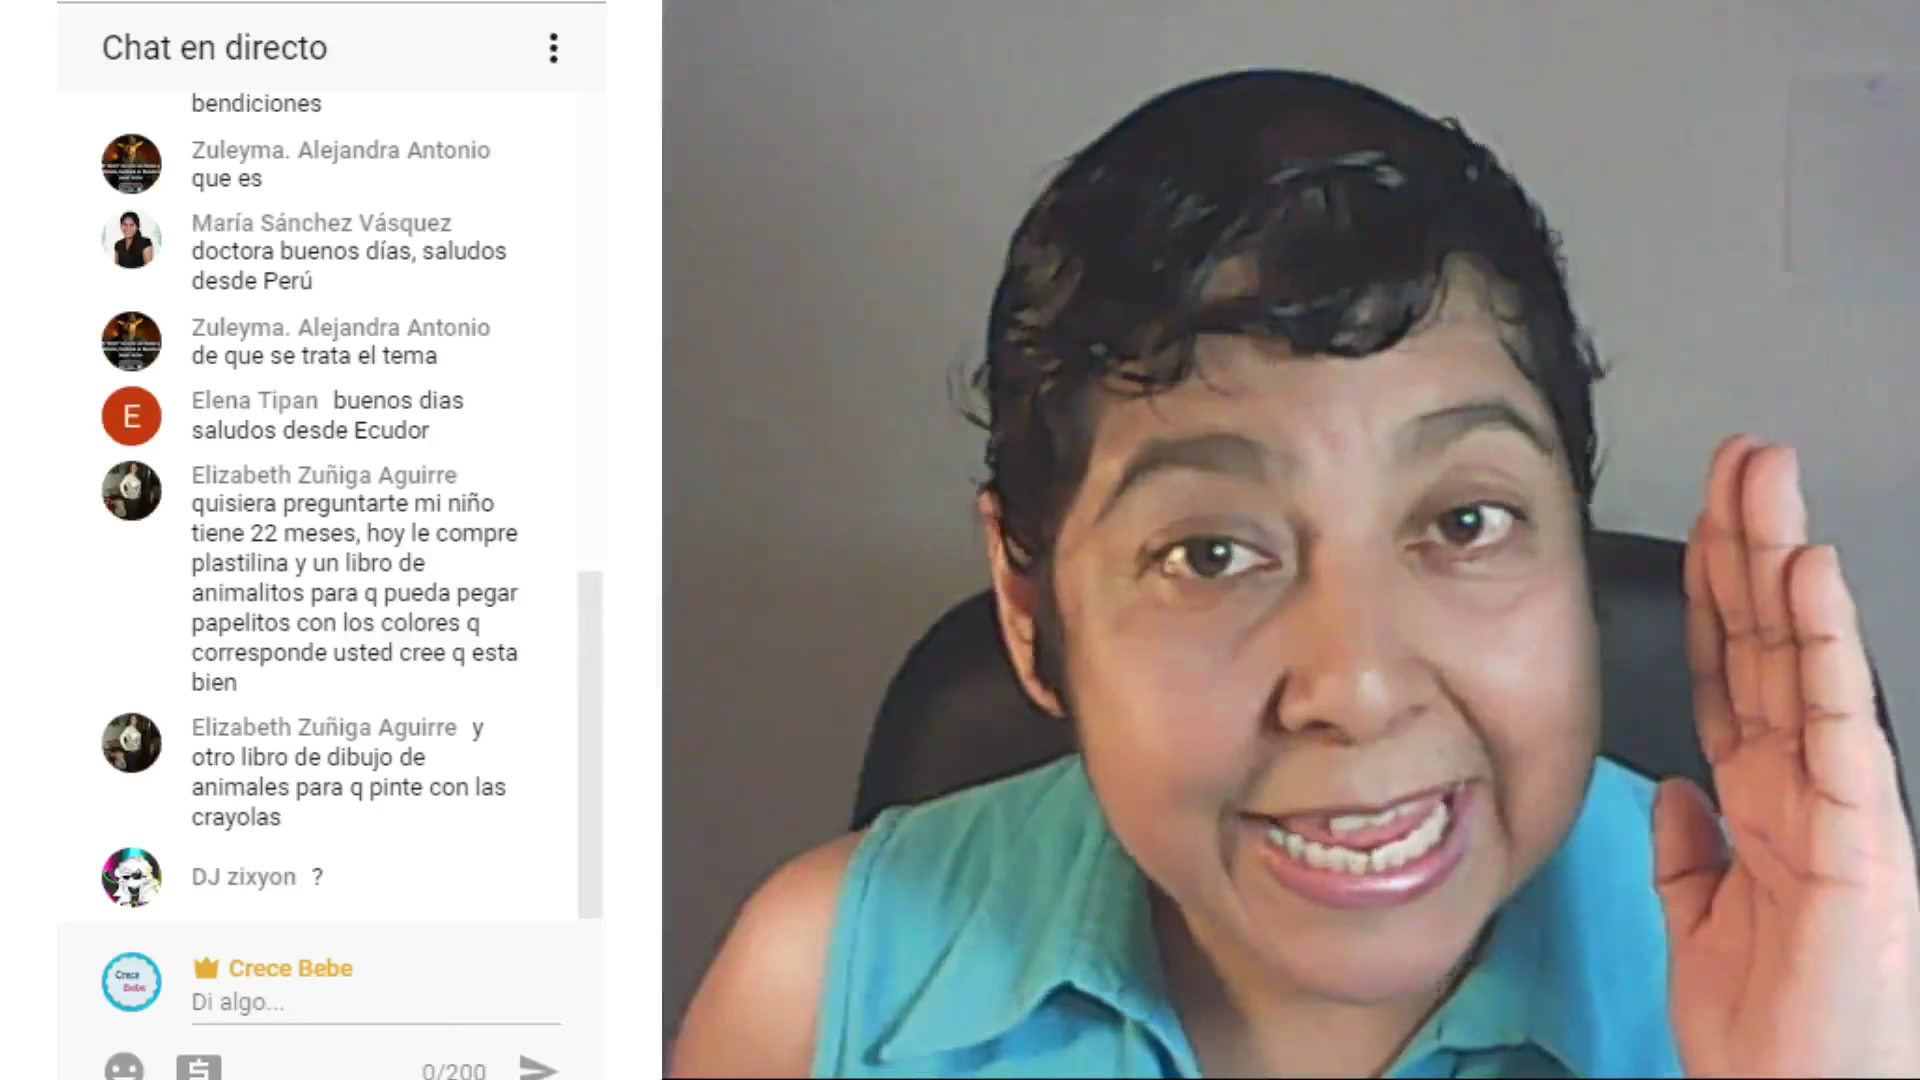 Chat en directo
bendiciones
Zuleyma. Alejandra Antonio
que es
María Sánchez Vásquez
doctora buenos días, saludos
desde Perú
Zuleyma. Alejandra Antonio
de que se trata el tema
E
Elena Tipan buenos dias
saludos desde Ecudor
Elizabeth Zuñiga Aguirre
quisiera preguntarte mi niño
tiene 22 meses, hoy le compre
plastilina y un libro de
animalitos para q pueda pegar
papelitos con los colores q
corresponde usted cree q esta
bien
Elizabeth Zuñiga Aguirre y
otro libro de dibujo de
animales para q pinte con las
crayolas
DJ zixyon ?
Crece
Bebe
Crece Bebe
Di algo...
0/200